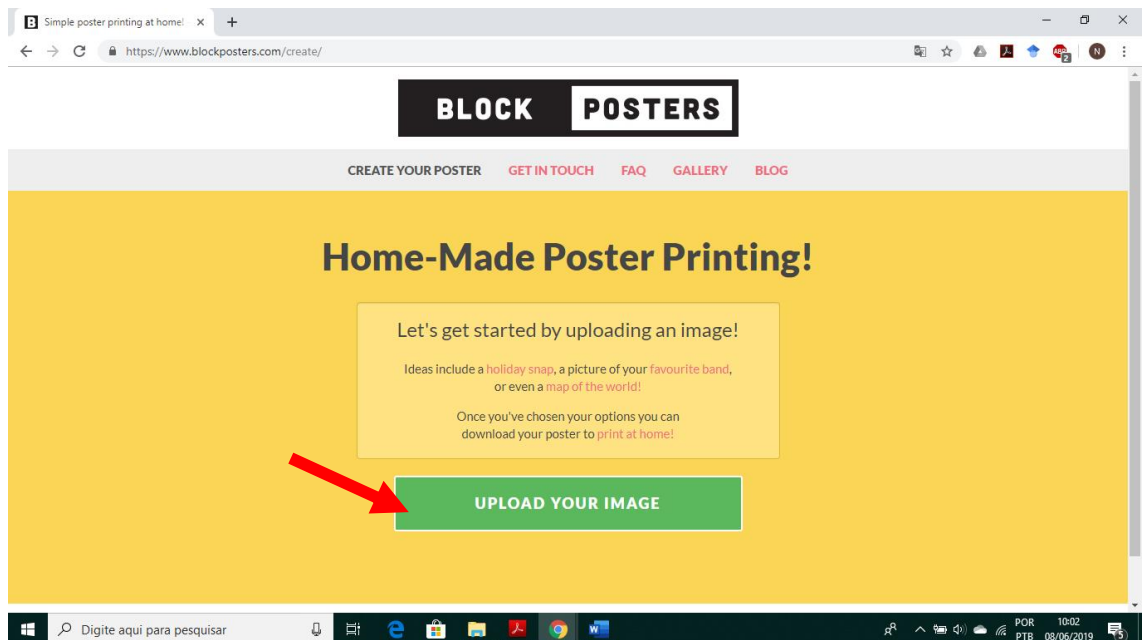 Simple poster printing at home!
https://www.blockposters.com/create/
ABP
2
N
BLOCK POSTERS
CREATE YOUR POSTER GET IN TOUCH FAQ GALLERY BLOG
Home-Made Poster Printing!
Let's get started by uploading an image!
Ideas include a holiday snap, a picture of your favourite band,
or even a map of the world!
Once you've chosen your options you can
download your poster to print at home!
UPLOAD YOUR IMAGE
Digite aqui para pesquisar
POR 10:02
PTB 08/06/2019
5